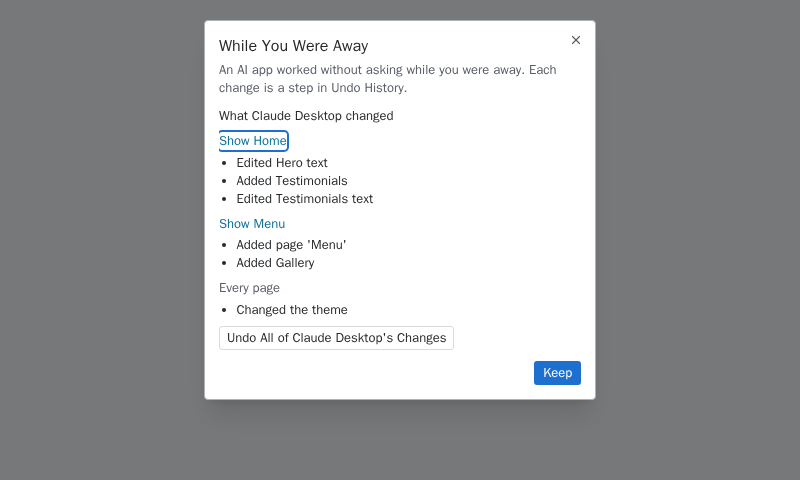 While You Were Away
An AI app worked without asking while you were away. Each
change is a step in Undo History.
What Claude Desktop changed
Show Home
• Edited Hero text
• Added Testimonials
• Edited Testimonials text
Show Menu
• Added page 'Menu'
• Added Gallery
Every page
• Changed the theme
Undo All of Claude Desktop's Changes
Keep